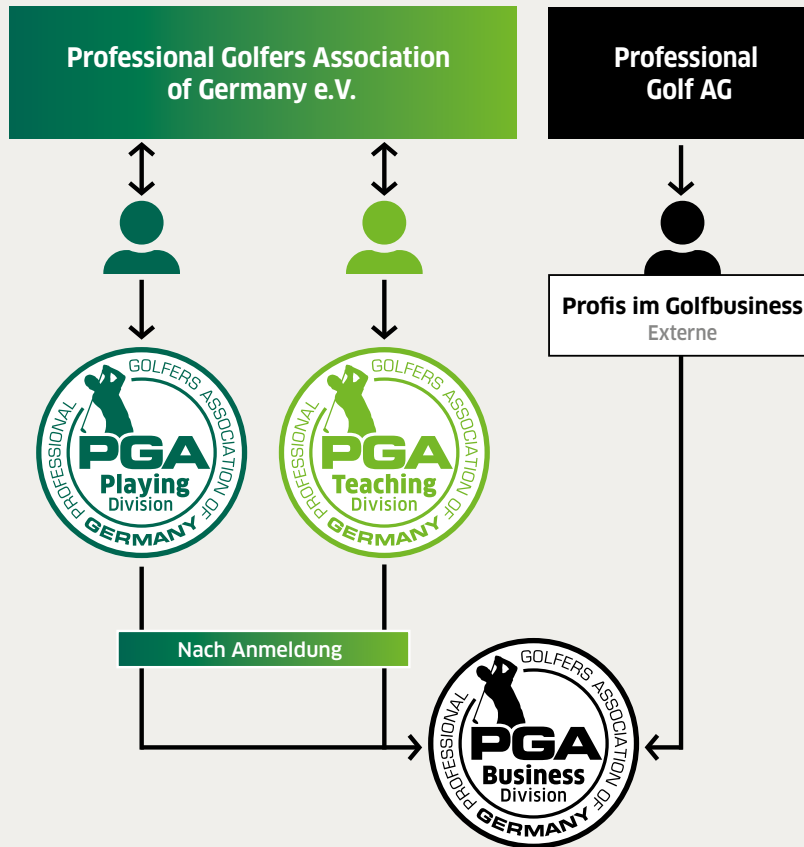 Professional Golfers Association
of Germany e.V.
Professional
Golf AG
Profis im Golfbusiness
Externe
PROFESSIONAL GOLFERS ASSOCIATION OF
GERMANY
PGA
Playing
Division
PROFESSIONAL GOLFERS ASSOCIATION OF
GERMANY
PGA
Teaching
Division
Nach Anmeldung
PROFESSIONAL GOLFERS ASSOCIATION OF
GERMANY
PGA
Business
Division